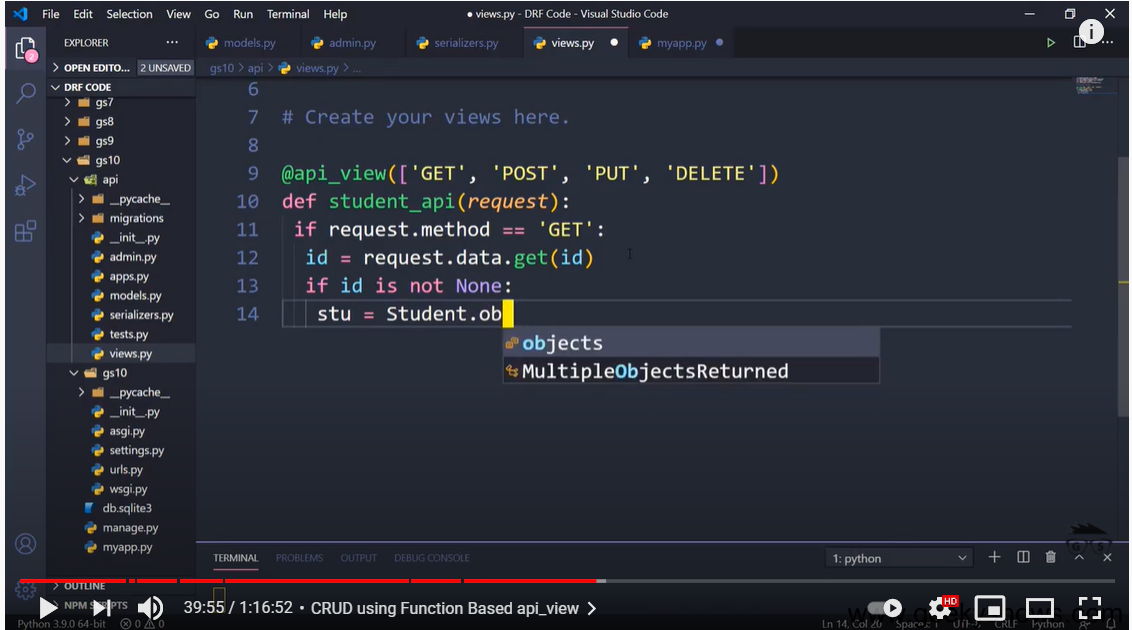 File Edit Selection View Go Run Terminal Help
● views.py - DRF Code - Visual Studio Code
EXPLORER
models.py admin.py serializers.py views.py myapp.py
OPEN EDITO... 2 UNSAVED
gs10 > api > views.py > ...
DRF CODE
gs7
gs8
gs9
gs10
api
__pycache__
migrations
__init__.py
admin.py
apps.py
models.py
serializers.py
tests.py
views.py
gs10
__pycache__
__init__.py
asgi.py
settings.py
urls.py
wsgi.py
db.sqlite3
manage.py
myapp.py
OUTLINE
NPM SCRIPTS
2
6
7 # Create your views here.
8
9 @api_view(['GET', 'POST', 'PUT', 'DELETE'])
10 def student_api(request):
11 if request.method == 'GET':
12 id = request.data.get(id)
13 if id is not None:
14 stu = Student.ob
objects
MultipleObjectsReturned
TERMINAL PROBLEMS OUTPUT DEBUG CONSOLE
1: python
39:55 / 1:16:52 • CRUD using Function Based api_view >
HD
Python 3.9.0 64-bit 0 0
Ln 14, Col 20 UTF-8 CRLF Python